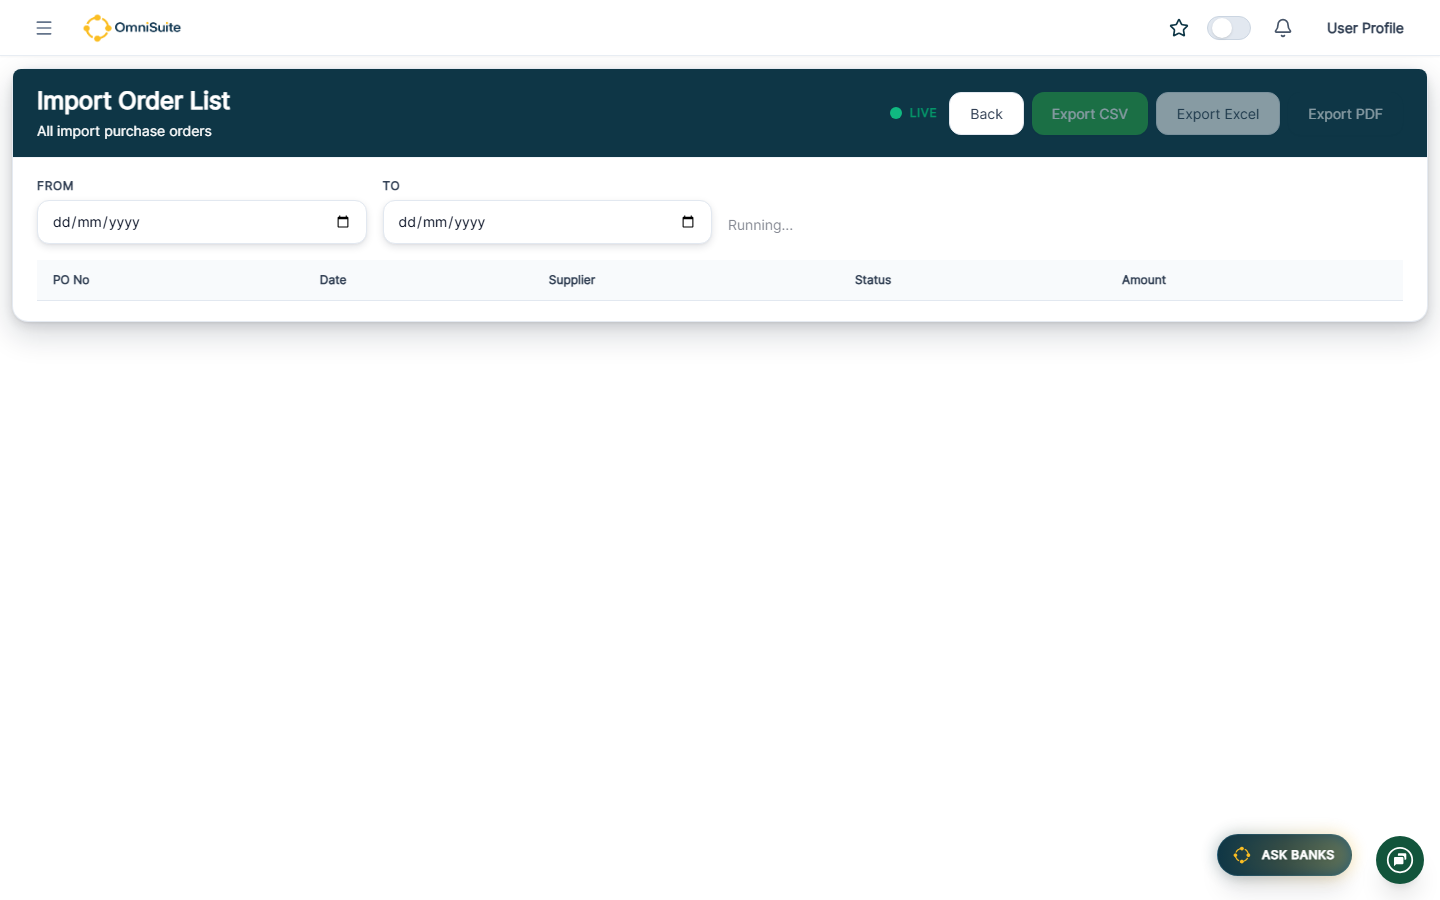 OmniSuite
User Profile
Import Order List
All import purchase orders
LIVE
Back
Export CSV
Export Excel
Export PDF
FROM
TO
dd/mm/yyyy
dd/mm/yyyy
Running...
PO No
Date
Supplier
Status
Amount
ASK BANKS